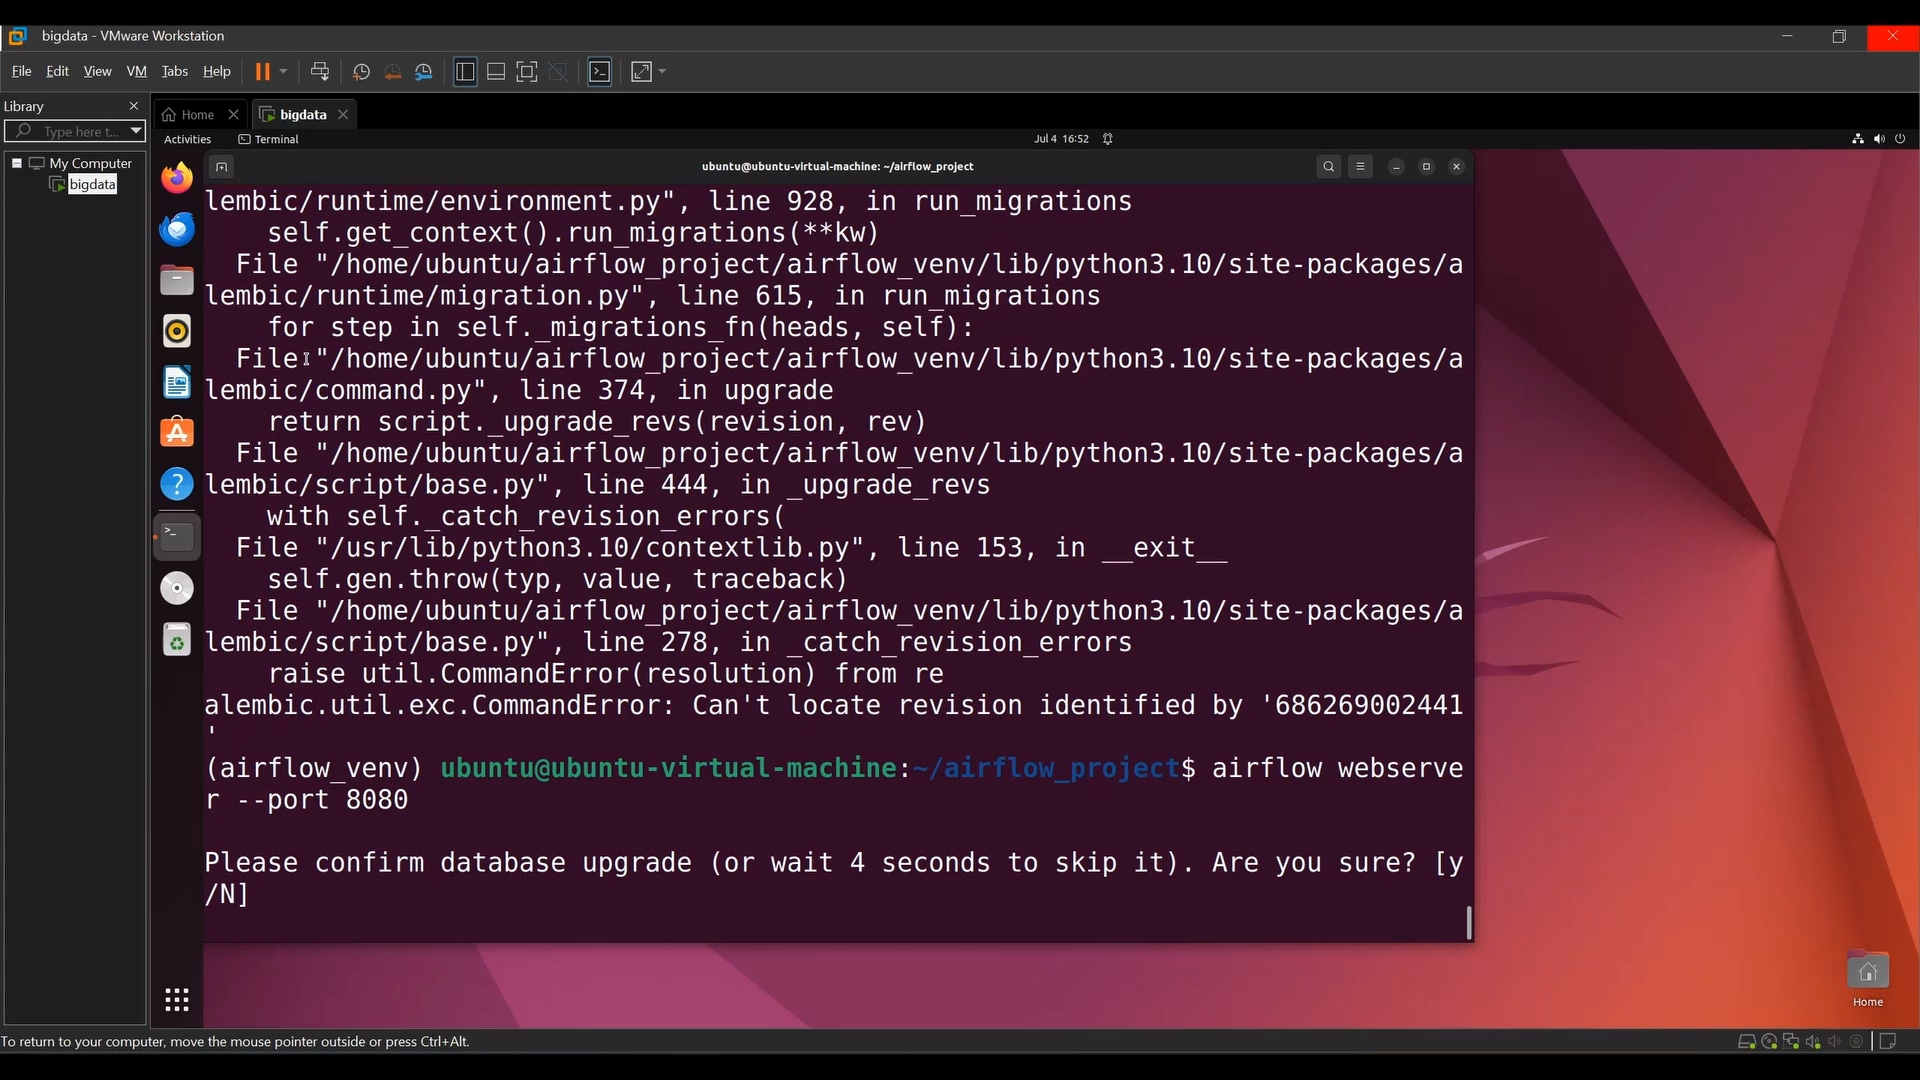 bigdata - VMware Workstation
File Edit View VM Tabs Help
Library
Home
bigdata
Type here t...
Activities
Terminal
Jul 4 16:52
My Computer
bigdata
ubuntu@ubuntu-virtual-machine: ~/airflow_project
lembic/runtime/environment.py", line 928, in run_migrations
    self.get_context().run_migrations(**kw)
  File "/home/ubuntu/airflow_project/airflow_venv/lib/python3.10/site-packages/a
lembic/runtime/migration.py", line 615, in run_migrations
    for step in self._migrations_fn(heads, self):
  File "/home/ubuntu/airflow_project/airflow_venv/lib/python3.10/site-packages/a
lembic/command.py", line 374, in upgrade
    return script._upgrade_revs(revision, rev)
  File "/home/ubuntu/airflow_project/airflow_venv/lib/python3.10/site-packages/a
lembic/script/base.py", line 444, in _upgrade_revs
    with self._catch_revision_errors(
  File "/usr/lib/python3.10/contextlib.py", line 153, in __exit__
    self.gen.throw(typ, value, traceback)
  File "/home/ubuntu/airflow_project/airflow_venv/lib/python3.10/site-packages/a
lembic/script/base.py", line 278, in _catch_revision_errors
    raise util.CommandError(resolution) from re
alembic.util.exc.CommandError: Can't locate revision identified by '686269002441
'
(airflow_venv) ubuntu@ubuntu-virtual-machine:~/airflow_project$ airflow webserve
r --port 8080
Please confirm database upgrade (or wait 4 seconds to skip it). Are you sure? [y
/N]
Home
To return to your computer, move the mouse pointer outside or press Ctrl+Alt.